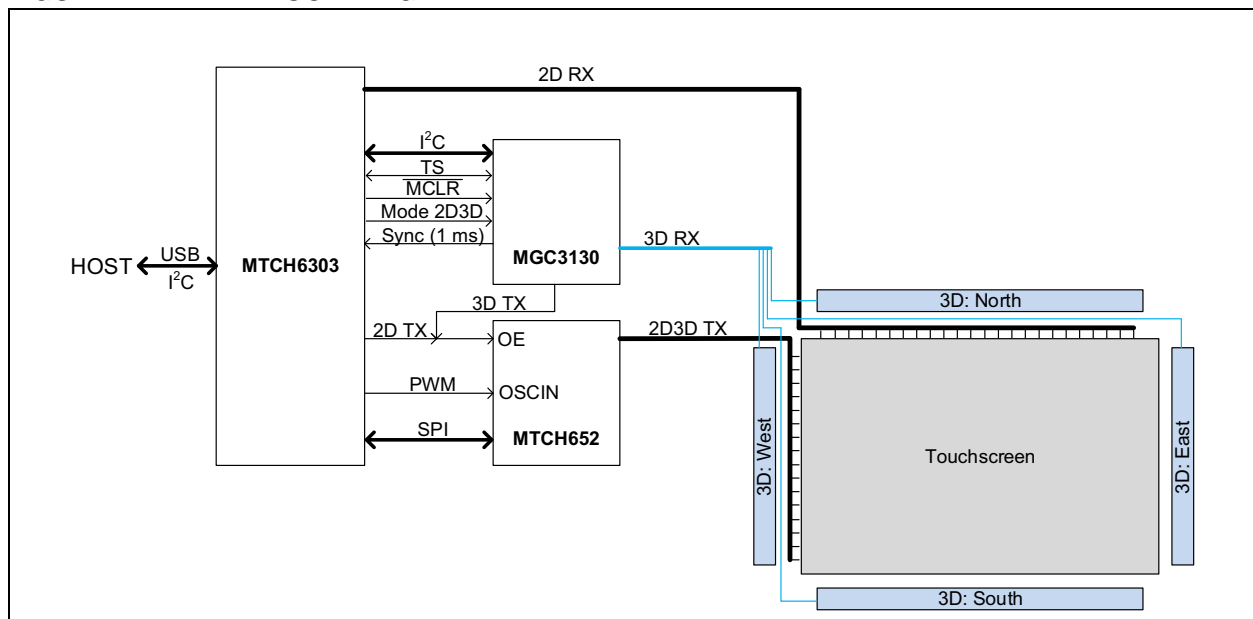 2D RX
I²C
TS
MCLR
Mode 2D3D
Sync (1 ms)
MGC3130
3D RX
HOST
USB
I²C
MTCH6303
3D TX
2D TX
OE
2D3D TX
PWM
OSCIN
SPI
MTCH652
3D: North
3D: West
Touchscreen
3D: East
3D: South